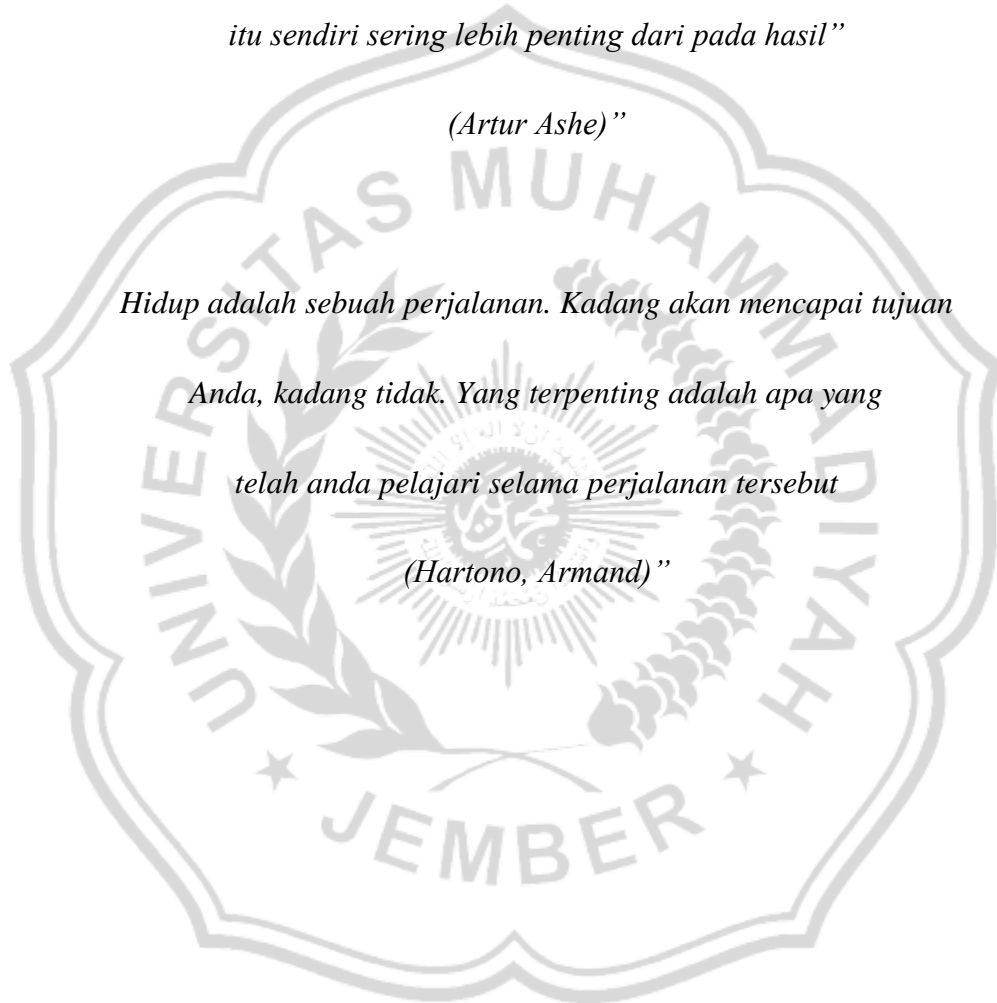 itu sendiri sering lebih penting dari pada hasil”
(Artur Ashe)”
UNIVERSITAS MUHAMMADIYAH
Hidup adalah sebuah perjalanan. Kadang akan mencapai tujuan
Anda, kadang tidak. Yang terpenting adalah apa yang
telah anda pelajari selama perjalanan tersebut
(Hartono, Armand)”
JEMBER